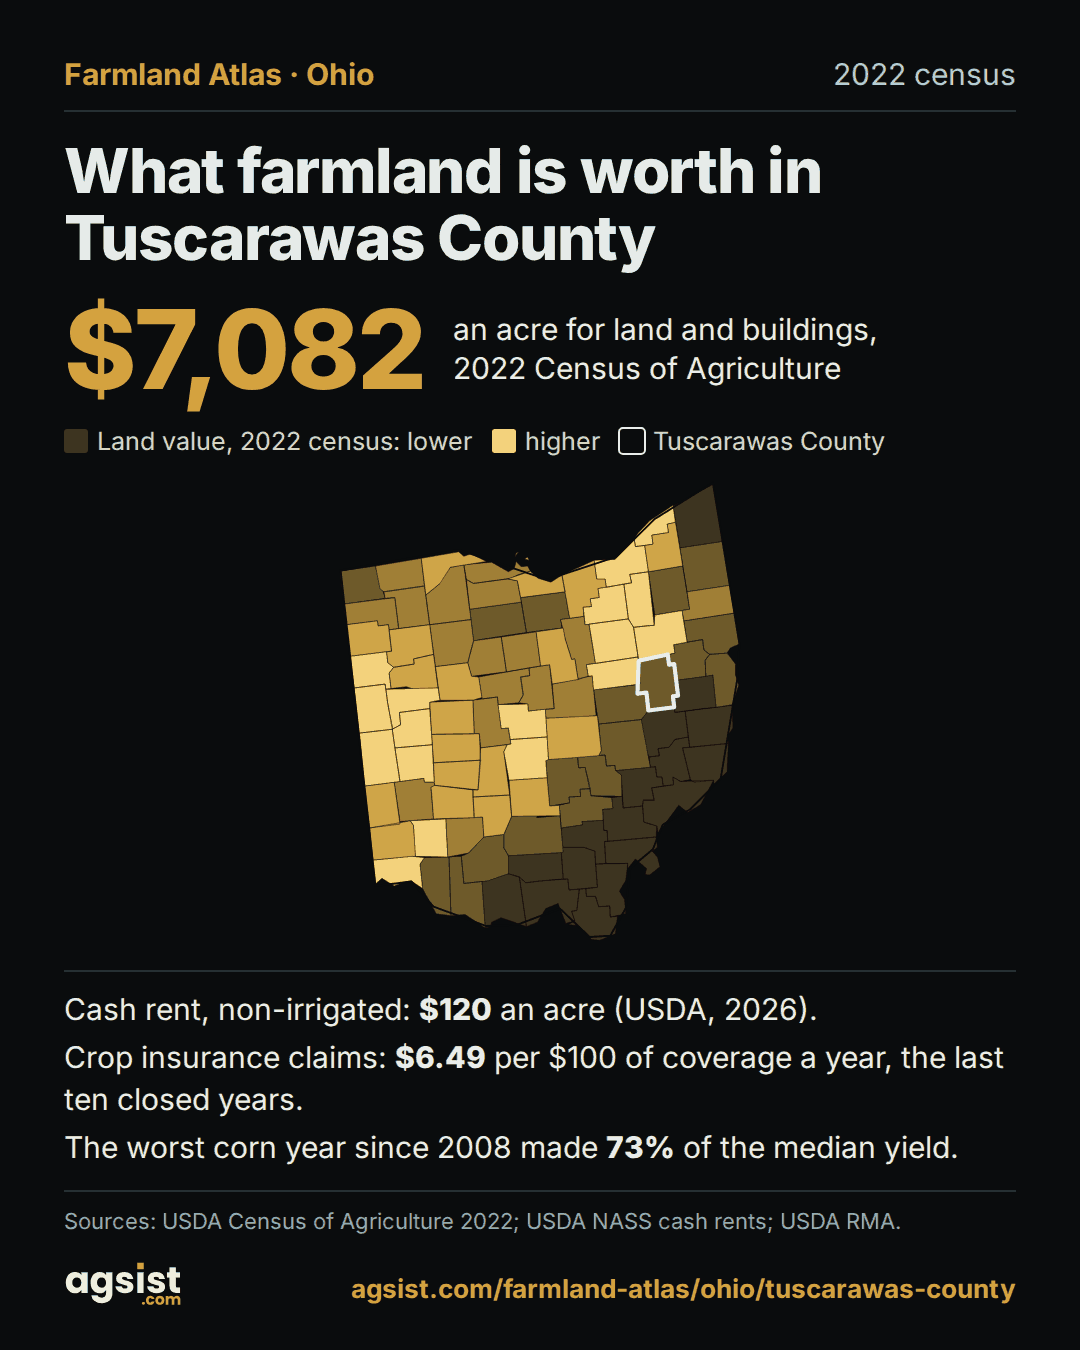 Farmland Atlas · Ohio
2022 census
What farmland is worth in
Tuscarawas County
$7,082
an acre for land and buildings,
2022 Census of Agriculture
Land value, 2022 census: lower
higher
Tuscarawas County
Cash rent, non-irrigated: $120 an acre (USDA, 2026).
Crop insurance claims: $6.49 per $100 of coverage a year, the last
ten closed years.
The worst corn year since 2008 made 73% of the median yield.
Sources: USDA Census of Agriculture 2022; USDA NASS cash rents; USDA RMA.
agsist
.com
agsist.com/farmland-atlas/ohio/tuscarawas-county